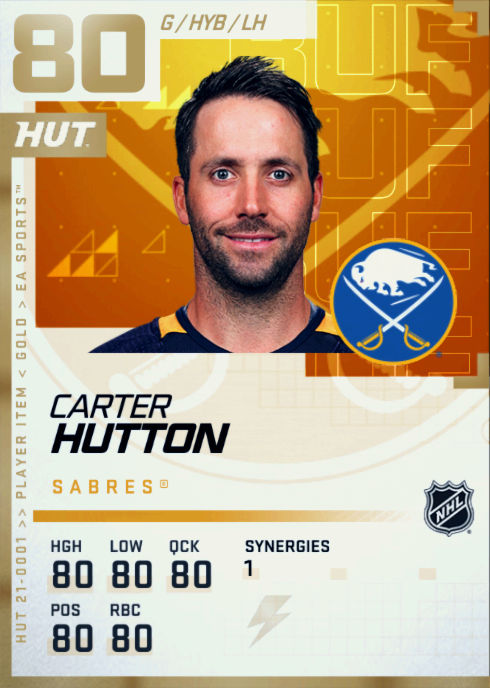 80
G/HYB/LH
BUF
BUF
BUF
HUT™
HUT 21-0001 >> PLAYER ITEM < GOLD > EA SPORTS™
CARTER
HUTTON
SABRES®
NHL
HGH LOW QCK SYNERGIES
80 80 80 1
POS RBC
80 80